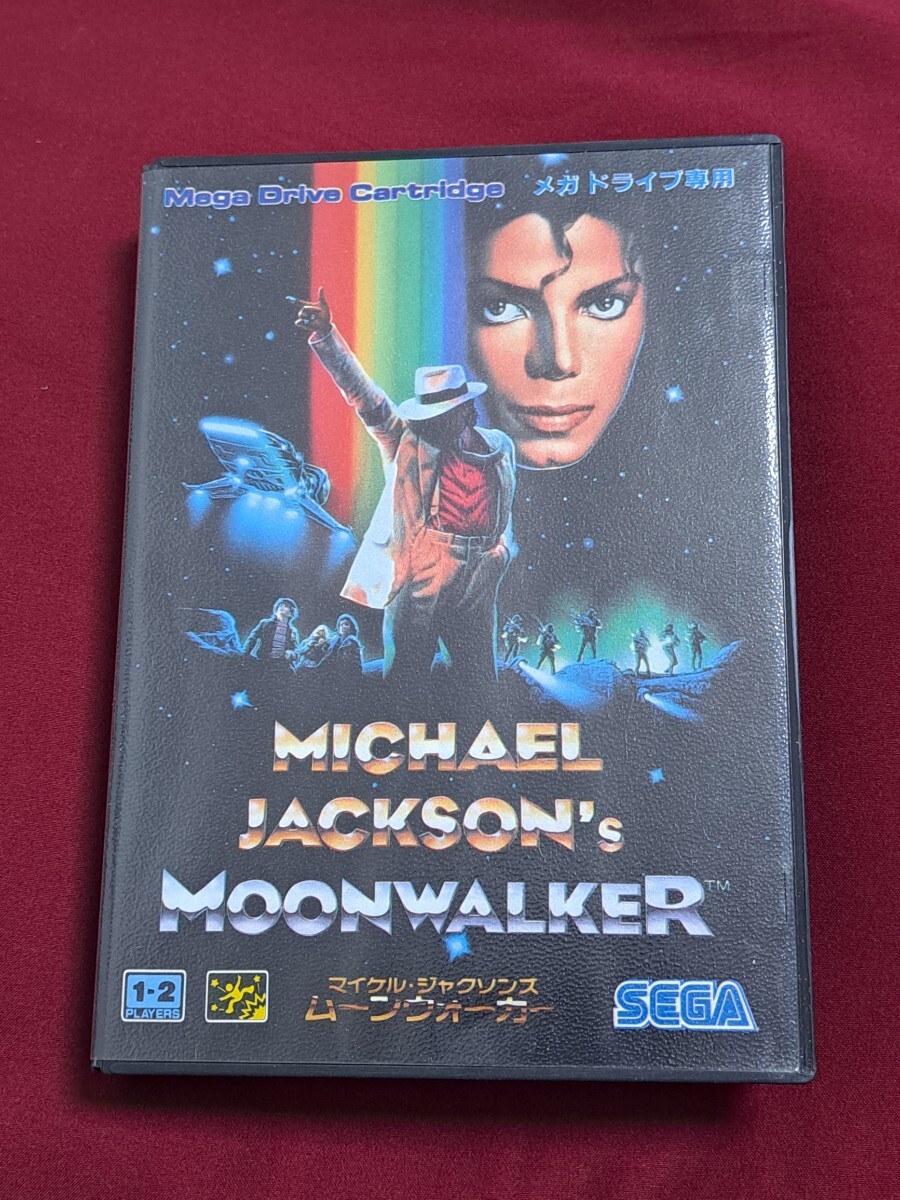 Mega Drive Cartridge
メガドライブ専用
MICHAEL
JACKSON's
MOONWALKER™
1-2
PLAYERS
マイケル・ジャクソンズ
ムーンウォーカー
SEGA